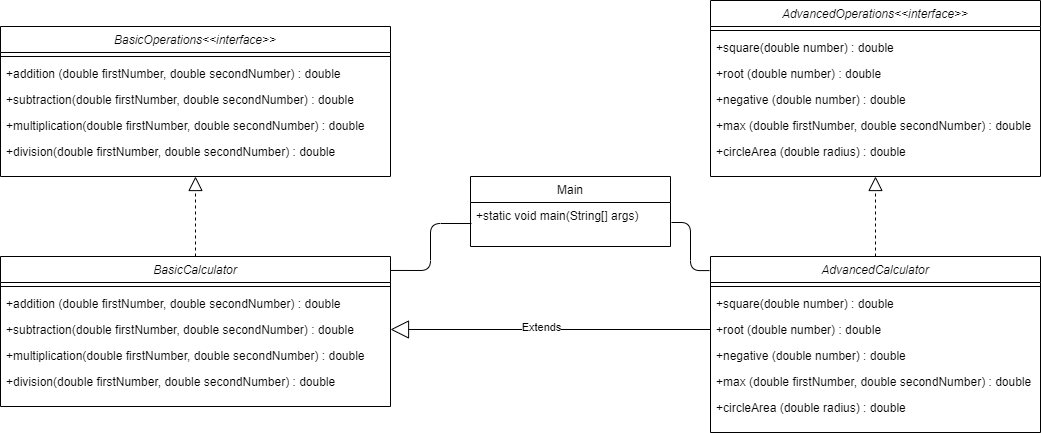 BasicOperations<<interface>>
+addition (double firstNumber, double secondNumber) : double
+subtraction(double firstNumber, double secondNumber) : double
+multiplication(double firstNumber, double secondNumber) : double
+division(double firstNumber, double secondNumber) : double
AdvancedOperations<<interface>>
+square(double number) : double
+root (double number) : double
+negative (double number) : double
+max (double firstNumber, double secondNumber) : double
+circleArea (double radius) : double
Main
+static void main(String[] args)
BasicCalculator
+addition (double firstNumber, double secondNumber) : double
+subtraction(double firstNumber, double secondNumber) : double
+multiplication(double firstNumber, double secondNumber) : double
+division(double firstNumber, double secondNumber) : double
Extends
AdvancedCalculator
+square(double number) : double
+root (double number) : double
+negative (double number) : double
+max (double firstNumber, double secondNumber) : double
+circleArea (double radius) : double